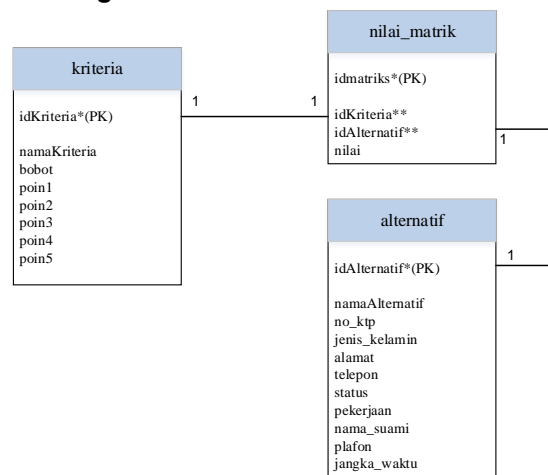 kriteria
idKriteria*(PK)
namaKriteria
bobot
poin1
poin2
poin3
poin4
poin5
1
1
nilai_matrik
idmatriks*(PK)
idKriteria**
idAlternatif**
nilai
1
alternatif
idAlternatif*(PK)
namaAlternatif
no_ktp
jenis_kelamin
alamat
telepon
status
pekerjaan
nama_suami
plafon
jangka_waktu
1